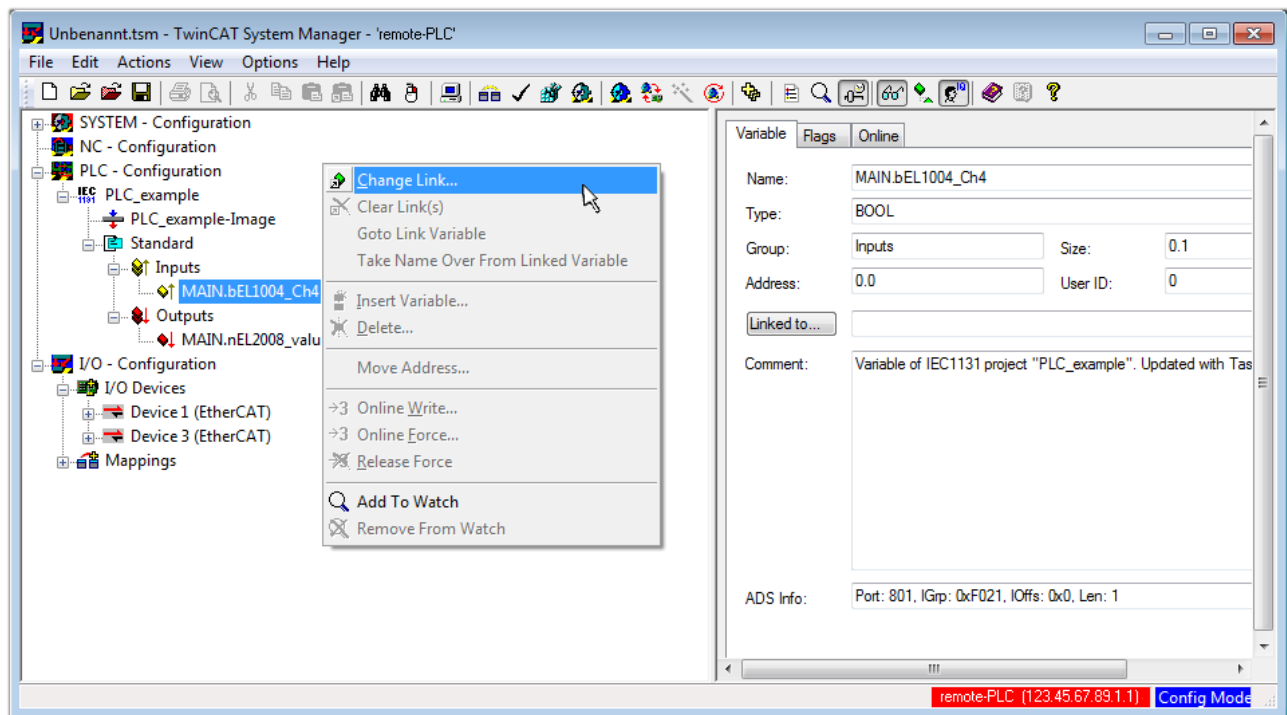 Unbenannt.tsm - TwinCAT System Manager - 'remote-PLC'
File Edit Actions View Options Help
SYSTEM - Configuration
NC - Configuration
PLC - Configuration
IEC 1131 PLC_example
PLC_example-Image
Standard
Inputs
MAIN.bEL1004_Ch4
Outputs
MAIN.nEL2008_valu
I/O - Configuration
I/O Devices
Device 1 (EtherCAT)
Device 3 (EtherCAT)
Mappings
Change Link...
Clear Link(s)
Goto Link Variable
Take Name Over From Linked Variable
Insert Variable...
Delete...
Move Address...
→3 Online Write...
→3 Online Force...
Release Force
Add To Watch
Remove From Watch
Variable Flags Online
Name: MAIN.bEL1004_Ch4
Type: BOOL
Group: Inputs Size: 0.1
Address: 0.0 User ID: 0
Linked to...
Comment: Variable of IEC1131 project "PLC_example". Updated with Tas
ADS Info: Port: 801, IGrp: 0xF021, IOffs: 0x0, Len: 1
remote-PLC (123.45.67.89.1.1) Config Mode